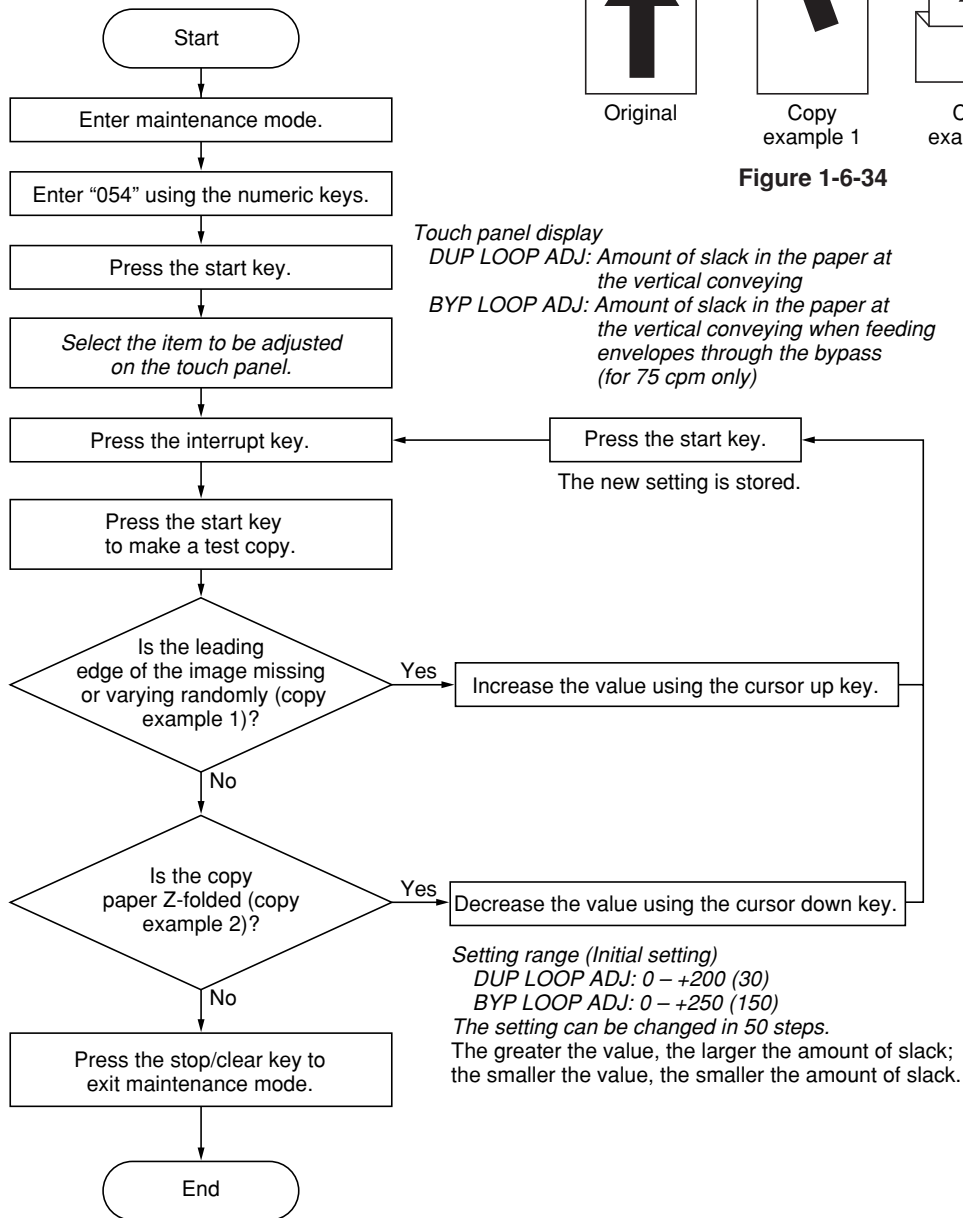 Start
Enter maintenance mode.
Enter “054” using the numeric keys.
Press the start key.
Select the item to be adjusted
on the touch panel.
Press the interrupt key.
Press the start key
to make a test copy.
Is the leading
edge of the image missing
or varying randomly (copy
example 1)?
Yes
Increase the value using the cursor up key.
No
Is the copy
paper Z-folded (copy
example 2)?
Yes
Decrease the value using the cursor down key.
No
Press the stop/clear key to
exit maintenance mode.
End
Original
Copy
example 1
Figure 1-6-34
Touch panel display
DUP LOOP ADJ: Amount of slack in the paper at
the vertical conveying
BYP LOOP ADJ: Amount of slack in the paper at
the vertical conveying when feeding
envelopes through the bypass
(for 75 cpm only)
Press the start key.
The new setting is stored.
Setting range (Initial setting)
DUP LOOP ADJ: 0 – +200 (30)
BYP LOOP ADJ: 0 – +250 (150)
The setting can be changed in 50 steps.
The greater the value, the larger the amount of slack;
the smaller the value, the smaller the amount of slack.